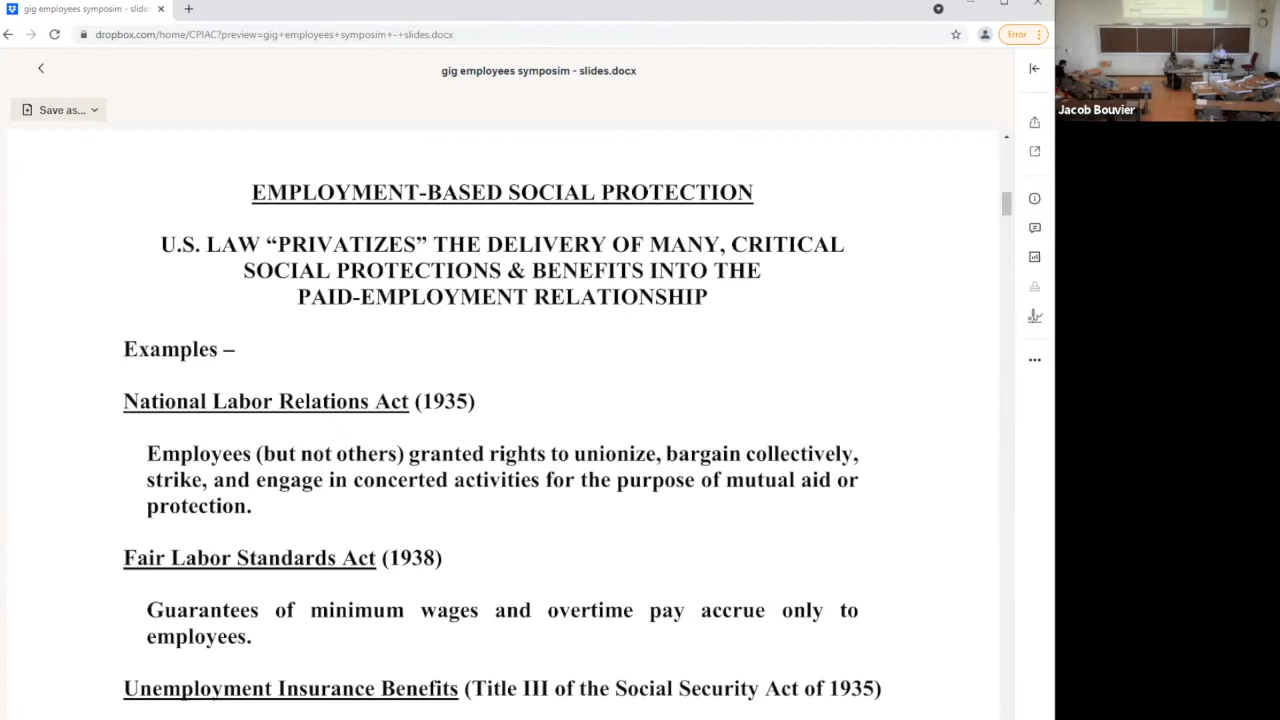 gig employees symposim - slides
dropbox.com/home/CPIAC?preview=gig+employees+symposim+-+slides.docx
Error
gig employees symposim - slides.docx
Save as...
Jacob Bouvier
EMPLOYMENT-BASED SOCIAL PROTECTION
U.S. LAW “PRIVATIZES” THE DELIVERY OF MANY, CRITICAL
SOCIAL PROTECTIONS & BENEFITS INTO THE
PAID-EMPLOYMENT RELATIONSHIP
Examples –
National Labor Relations Act (1935)
Employees (but not others) granted rights to unionize, bargain collectively,
strike, and engage in concerted activities for the purpose of mutual aid or
protection.
Fair Labor Standards Act (1938)
Guarantees of minimum wages and overtime pay accrue only to
employees.
Unemployment Insurance Benefits (Title III of the Social Security Act of 1935)